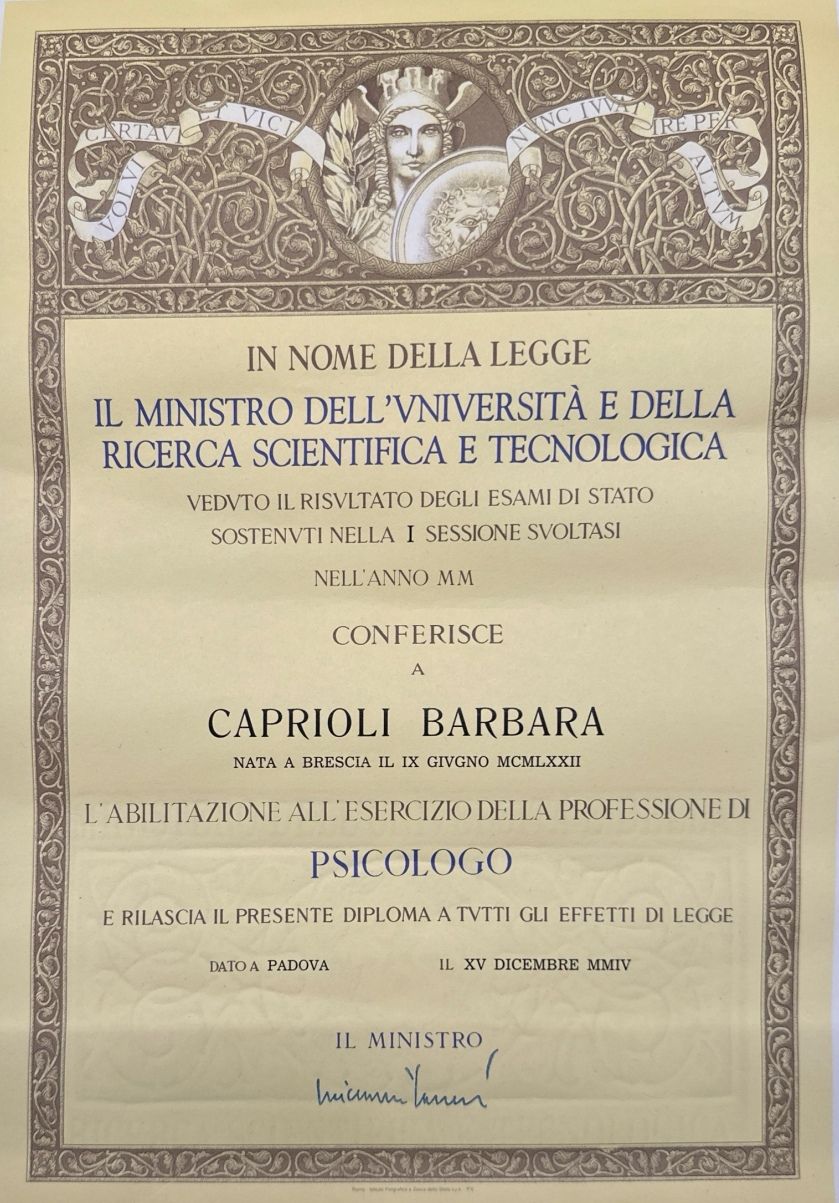 VOLVI CERTAVI ET VICI
NVNC IVVAT IRE PER ALTVM
IN NOME DELLA LEGGE
IL MINISTRO DELL'VNIVERSITÀ E DELLA
RICERCA SCIENTIFICA E TECNOLOGICA
VEDVTO IL RISVLTATO DEGLI ESAMI DI STATO
SOSTENVTI NELLA I SESSIONE SVOLTASI
NELL'ANNO MM
CONFERISCE
A
CAPRIOLI BARBARA
NATA A BRESCIA IL IX GIVGNO MCMLXXII
L'ABILITAZIONE ALL'ESERCIZIO DELLA PROFESSIONE DI
PSICOLOGO
E RILASCIA IL PRESENTE DIPLOMA A TVTTI GLI EFFETTI DI LEGGE
DATO A PADOVA IL XV DICEMBRE MMIV
IL MINISTRO